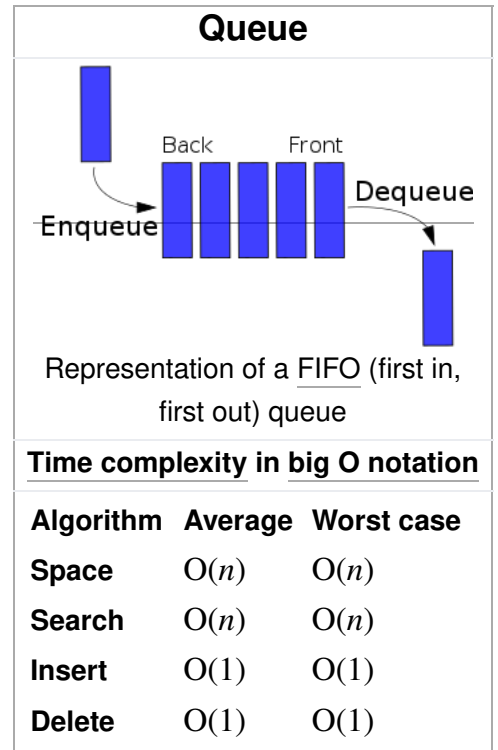 Queue
Back Front
Dequeue
Enqueue
Representation of a FIFO (first in,
first out) queue
Time complexity in big O notation
Algorithm Average Worst case
Space O(n) O(n)
Search O(n) O(n)
Insert O(1) O(1)
Delete O(1) O(1)